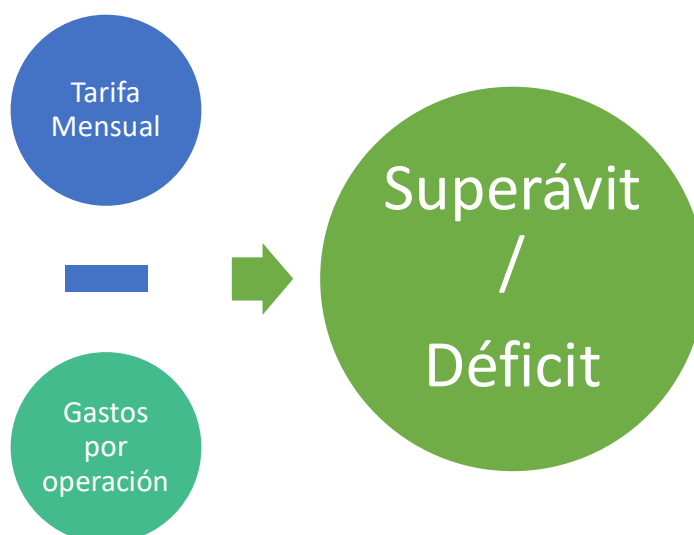 Tarifa
Mensual
Gastos
por
operación
Superávit
/
Déficit